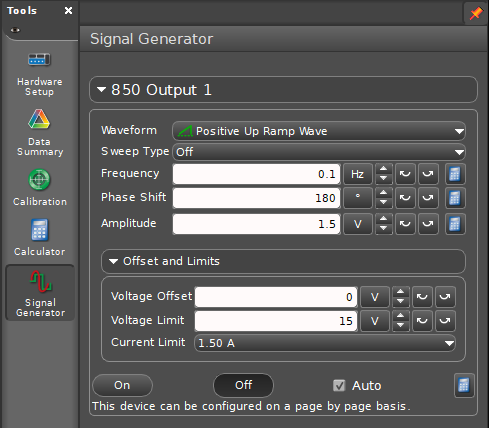 Tools
Hardware
Setup
Data
Summary
Calibration
Calculator
Signal
Generator
Signal Generator
850 Output 1
Waveform Positive Up Ramp Wave
Sweep Type Off
Frequency 0.1 Hz
Phase Shift 180 °
Amplitude 1.5 V
Offset and Limits
Voltage Offset 0 V
Voltage Limit 15 V
Current Limit 1.50 A
On Off Auto
This device can be configured on a page by page basis.